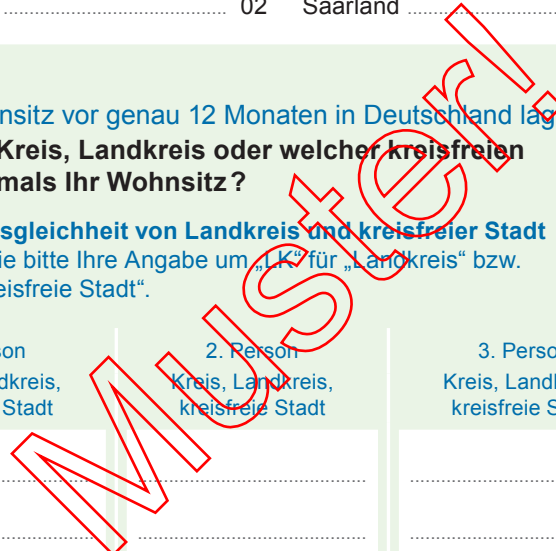 02 Saarland
nsitz vor genau 12 Monaten in Deutschland lag
Kreis, Landkreis oder welcher kreisfreien
mals Ihr Wohnsitz?
sgleichheit von Landkreis und kreisfreier Stadt
ie bitte Ihre Angabe um „LK“ für „Landkreis“ bzw.
eisfreie Stadt“.
son
dkreis,
Stadt
2. Person
Kreis, Landkreis,
kreisfreie Stadt
3. Perso
Kreis, Landk
kreisfreie S
Muster!